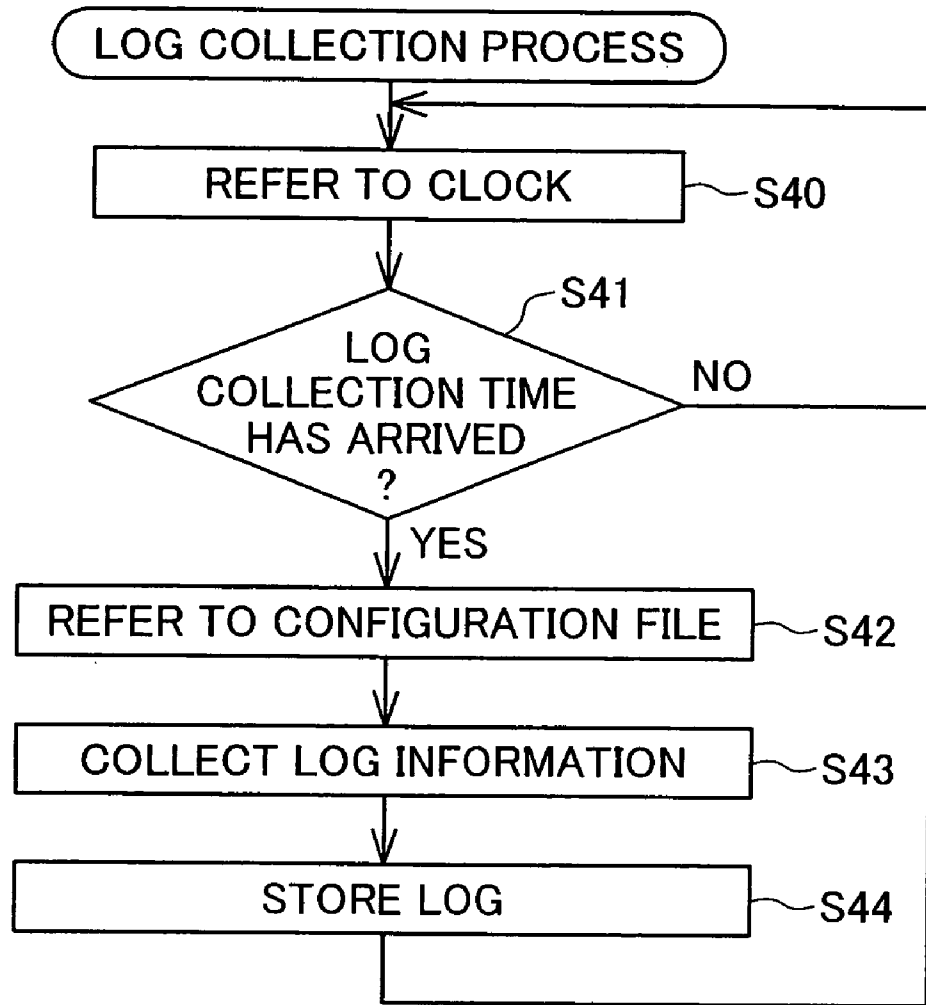 LOG COLLECTION PROCESS
REFER TO CLOCK
S40
S41
LOG
COLLECTION TIME
HAS ARRIVED
?
NO
YES
REFER TO CONFIGURATION FILE
S42
COLLECT LOG INFORMATION
S43
STORE LOG
S44